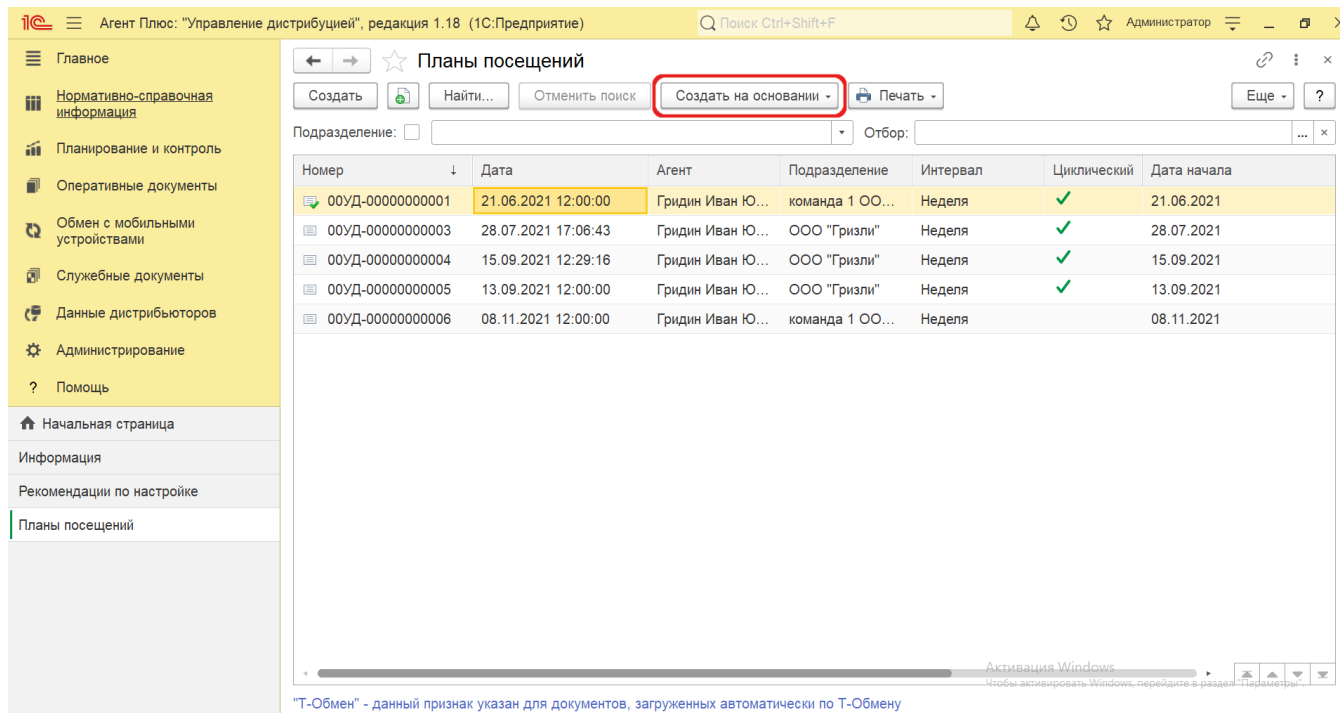 1С Агент Плюс: "Управление дистрибуцией", редакция 1.18 (1С:Предприятие) Поиск Ctrl+Shift+F Администратор
Главное
Нормативно-справочная
информация
Планирование и контроль
Оперативные документы
Обмен с мобильными
устройствами
Служебные документы
Данные дистрибьюторов
Администрирование
? Помощь
Начальная страница
Информация
Рекомендации по настройке
Планы посещений
Планы посещений
Создать Найти... Отменить поиск Создать на основании Печать Еще ?
Подразделение: Отбор: ... ×
Номер ↓ Дата Агент Подразделение Интервал Циклический Дата начала
00УД-00000000001 21.06.2021 12:00:00 Гридин Иван Ю... команда 1 ОО... Неделя ✓ 21.06.2021
00УД-00000000003 28.07.2021 17:06:43 Гридин Иван Ю... ООО "Гризли" Неделя ✓ 28.07.2021
00УД-00000000004 15.09.2021 12:29:16 Гридин Иван Ю... ООО "Гризли" Неделя ✓ 15.09.2021
00УД-00000000005 13.09.2021 12:00:00 Гридин Иван Ю... ООО "Гризли" Неделя ✓ 13.09.2021
00УД-00000000006 08.11.2021 12:00:00 Гридин Иван Ю... команда 1 ОО... Неделя 08.11.2021
Активация Windows
Чтобы активировать Windows, перейдите в раздел "Параметры".
"Т-Обмен" - данный признак указан для документов, загруженных автоматически по Т-Обмену